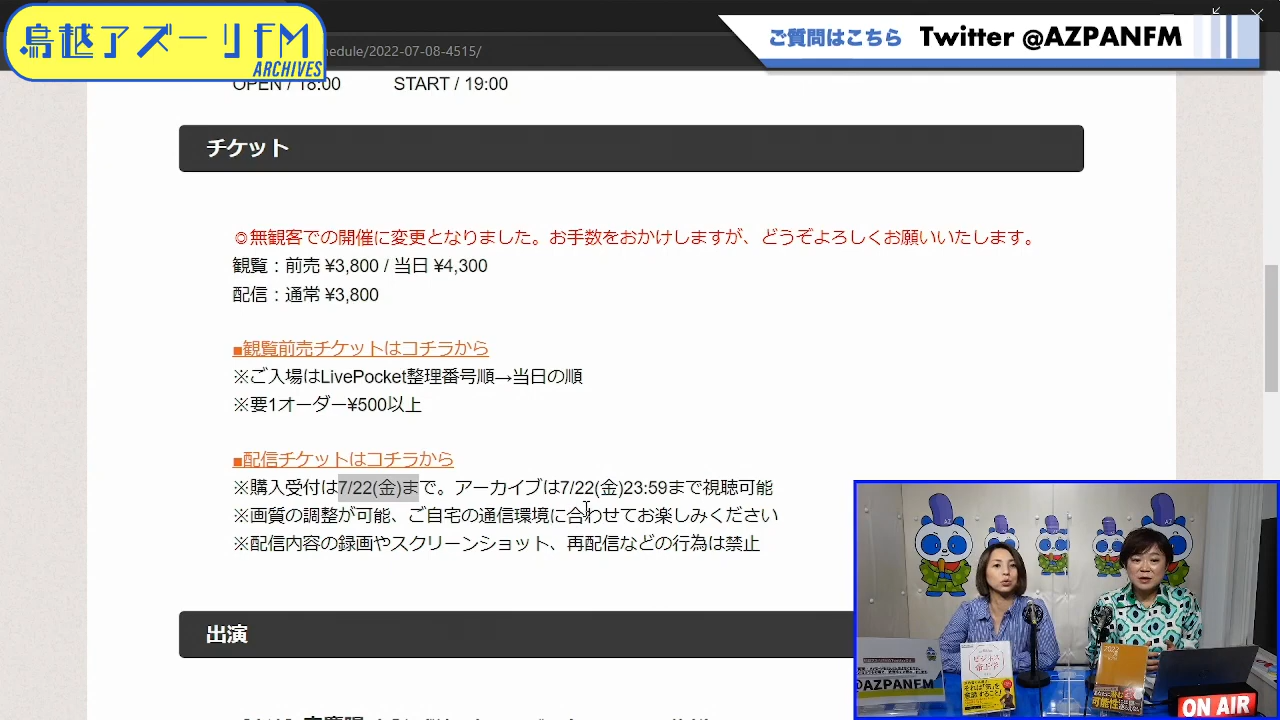 鳥越アズーリFM
ARCHIVES
hedule/2022-07-08-4515/
ご質問はこちら Twitter @AZPANFM
OPEN / 18:00 START / 19:00
チケット
◎無観客での開催に変更となりました。お手数をおかけしますが、どうぞよろしくお願いいたします。
観覧：前売 ¥3,800 / 当日 ¥4,300
配信：通常 ¥3,800
■観覧前売チケットはコチラから
※ご入場はLivePocket整理番号順→当日の順
※要1オーダー¥500以上
■配信チケットはコチラから
※購入受付は7/22(金)まで。アーカイブは7/22(金)23:59まで視聴可能
※画質の調整が可能、ご自宅の通信環境に合わせてお楽しみください
※配信内容の録画やスクリーンショット、再配信などの行為は禁止
出演
@AZPANFM
2022
可能性
ON AIR